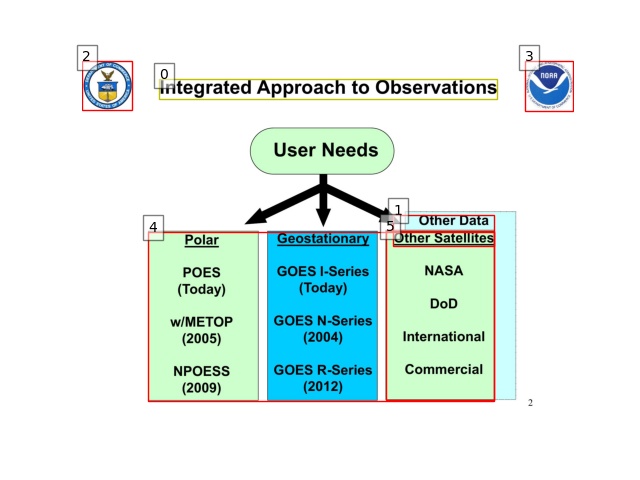 2
3
0
Integrated Approach to Observations
NOAA
User Needs
1
4
5
Other Data
Polar
POES
(Today)
w/METOP
(2005)
NPOESS
(2009)
Geostationary
GOES I-Series
(Today)
GOES N-Series
(2004)
GOES R-Series
(2012)
Other Satellites
NASA
DoD
International
Commercial
2